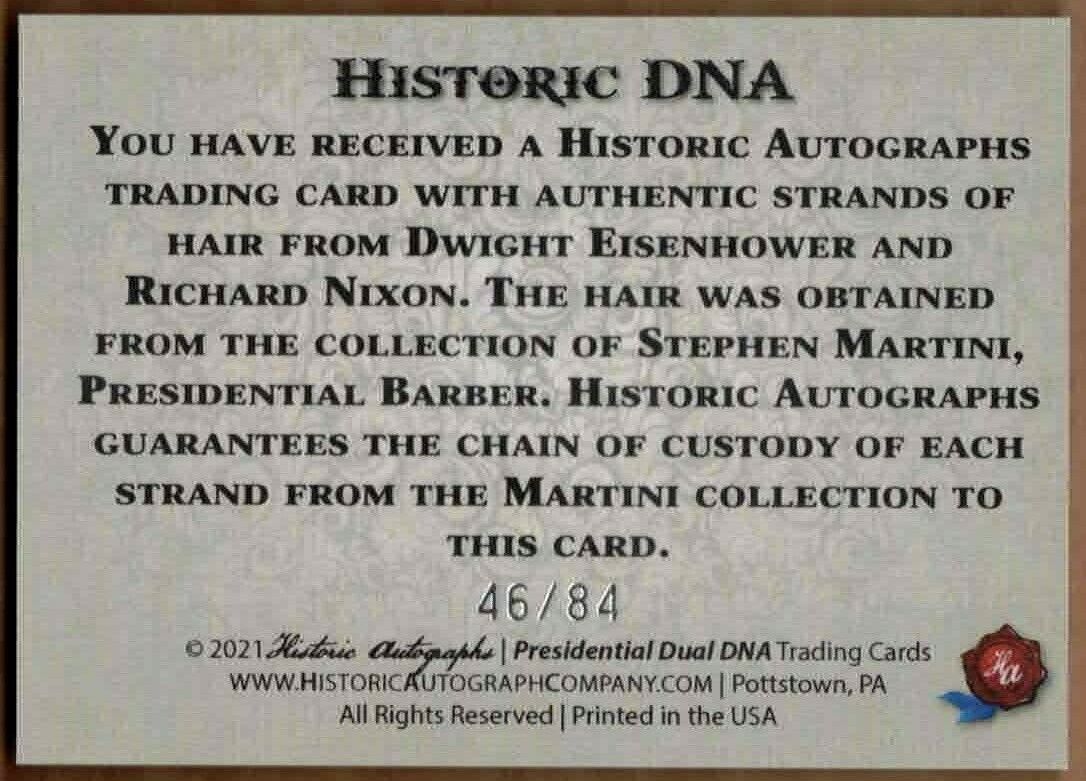 HISTORIC DNA
YOU HAVE RECEIVED A HISTORIC AUTOGRAPHS
TRADING CARD WITH AUTHENTIC STRANDS OF
HAIR FROM DWIGHT EISENHOWER AND
RICHARD NIXON. THE HAIR WAS OBTAINED
FROM THE COLLECTION OF STEPHEN MARTINI,
PRESIDENTIAL BARBER. HISTORIC AUTOGRAPHS
GUARANTEES THE CHAIN OF CUSTODY OF EACH
STRAND FROM THE MARTINI COLLECTION TO
THIS CARD.
46/84
© 2021 Historic Autographs | Presidential Dual DNA Trading Cards
WWW.HISTORICAUTOGRAPHCOMPANY.COM | Pottstown, PA
All Rights Reserved | Printed in the USA
Ha